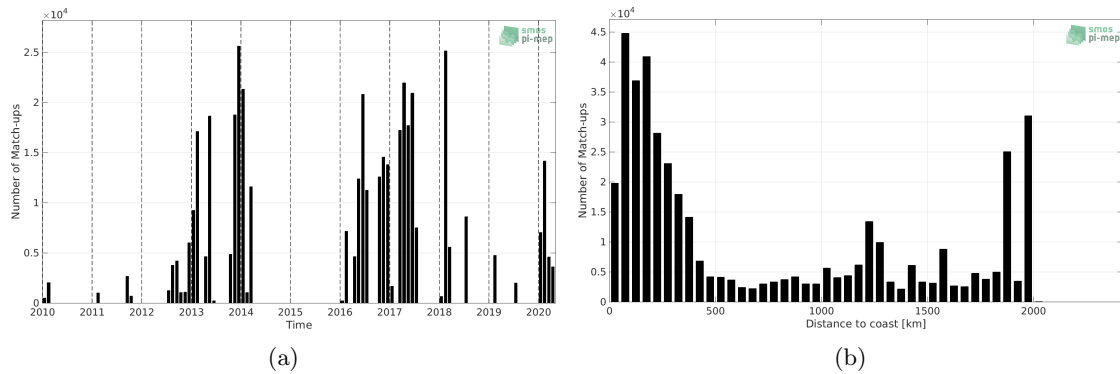 ×10⁴
2.5
2
1.5
1
0.5
0
Number of Match-ups
2010 2011 2012 2013 2014 2015 2016 2017 2018 2019 2020
Time
smos
pi-mep
(a)
×10⁴
4.5
4
3.5
3
2.5
2
1.5
1
0.5
0
Number of Match-ups
0 500 1000 1500 2000
Distance to coast [km]
smos
pi-mep
(b)